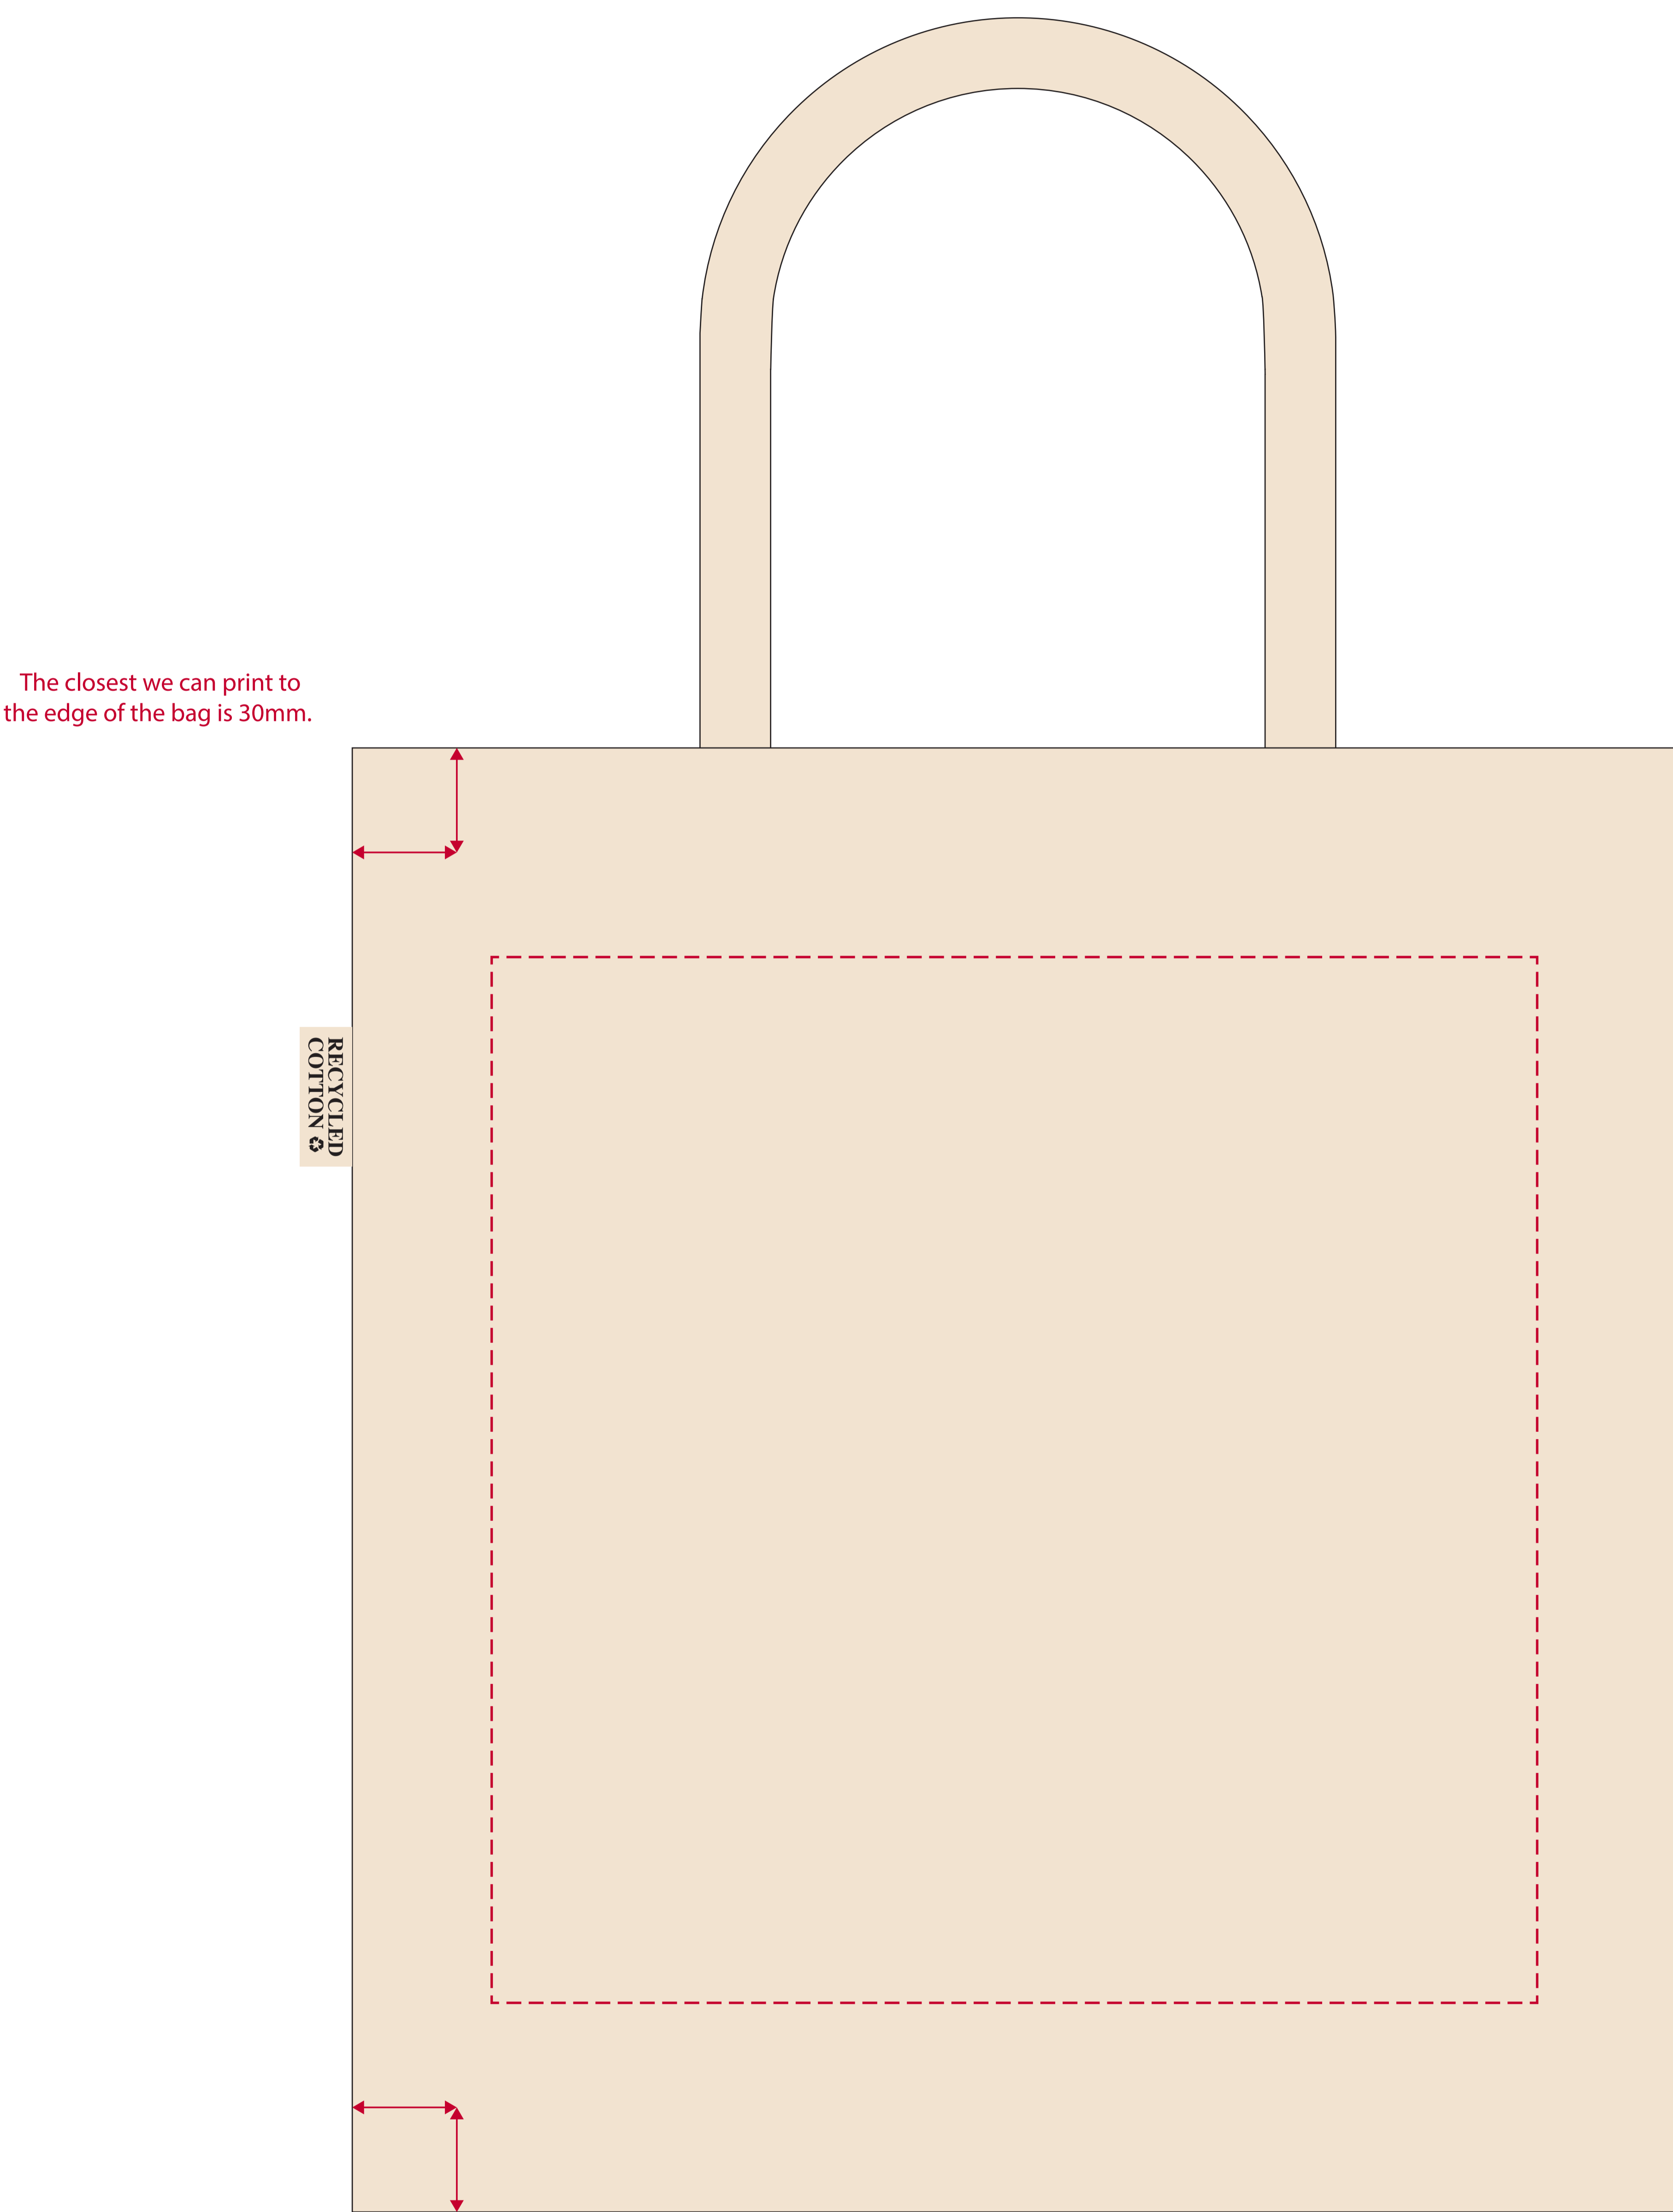 The closest we can print to
the edge of the bag is 30mm.
RECYCLED
COTTON